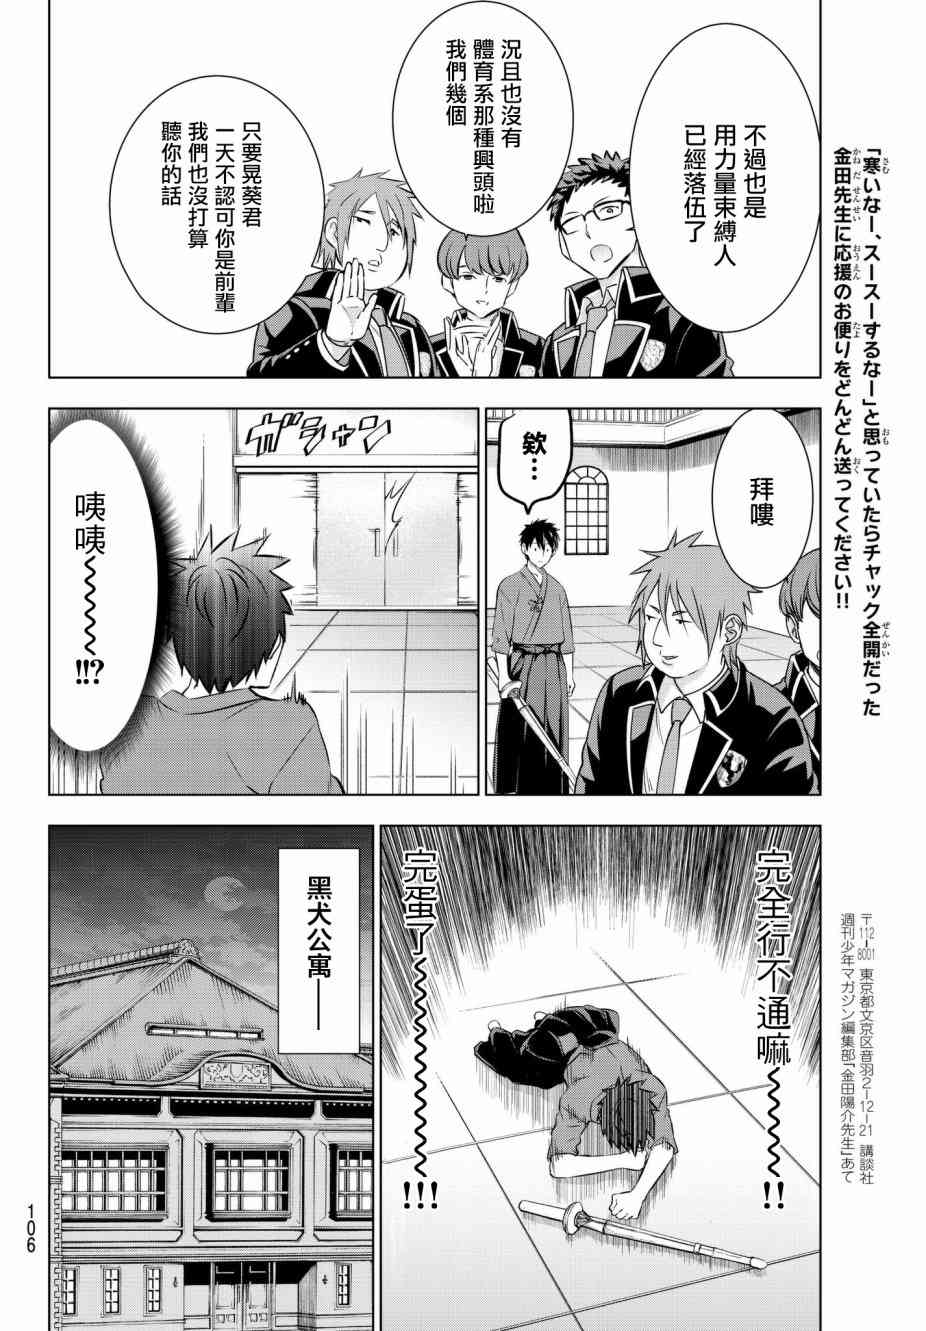 「寒いなー、スースーするなー」と思っていたらチャック全開だった
金田先生に応援のお便りをどんどん送ってください!!
不過也是
用力量束縛人
已經落伍了
況且也沒有
體育系那種興頭啦
我們幾個
只要晃葵君
一天不認可你是前輩
我們也沒打算
聽你的話
拜嘍
欸…
ガシャン
咦咦～～～～!!?
完全行不通嘛～～～～!!
完蛋了～～～～!!!
黑犬公寓——
〒112-8001 東京都文京区音羽2-12-21 講談社
週刊少年マガジン編集部「金田陽介先生」あて
106